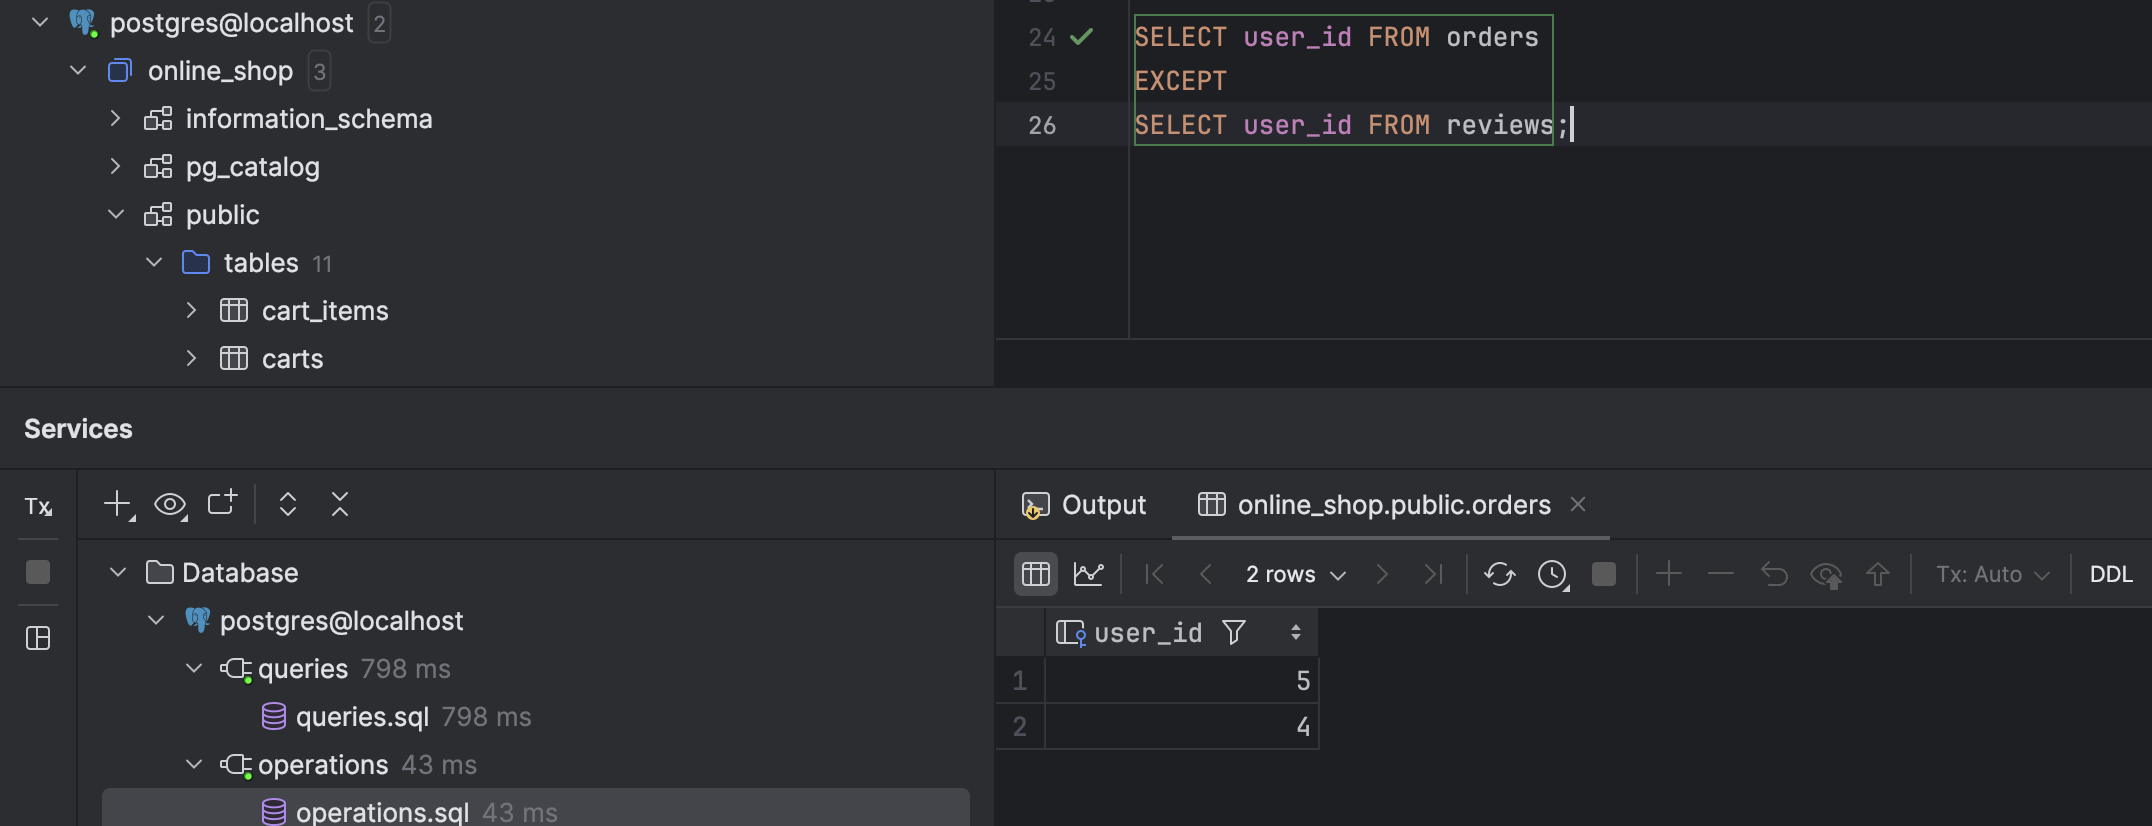 postgres@localhost 2
online_shop 3
information_schema
pg_catalog
public
tables 11
cart_items
carts
24 SELECT user_id FROM orders
25 EXCEPT
26 SELECT user_id FROM reviews;
Services
Tx
Database
postgres@localhost
queries 798 ms
queries.sql 798 ms
operations 43 ms
operations.sql 43 ms
Output online_shop.public.orders
2 rows Tx: Auto DDL
user_id
1 5
2 4